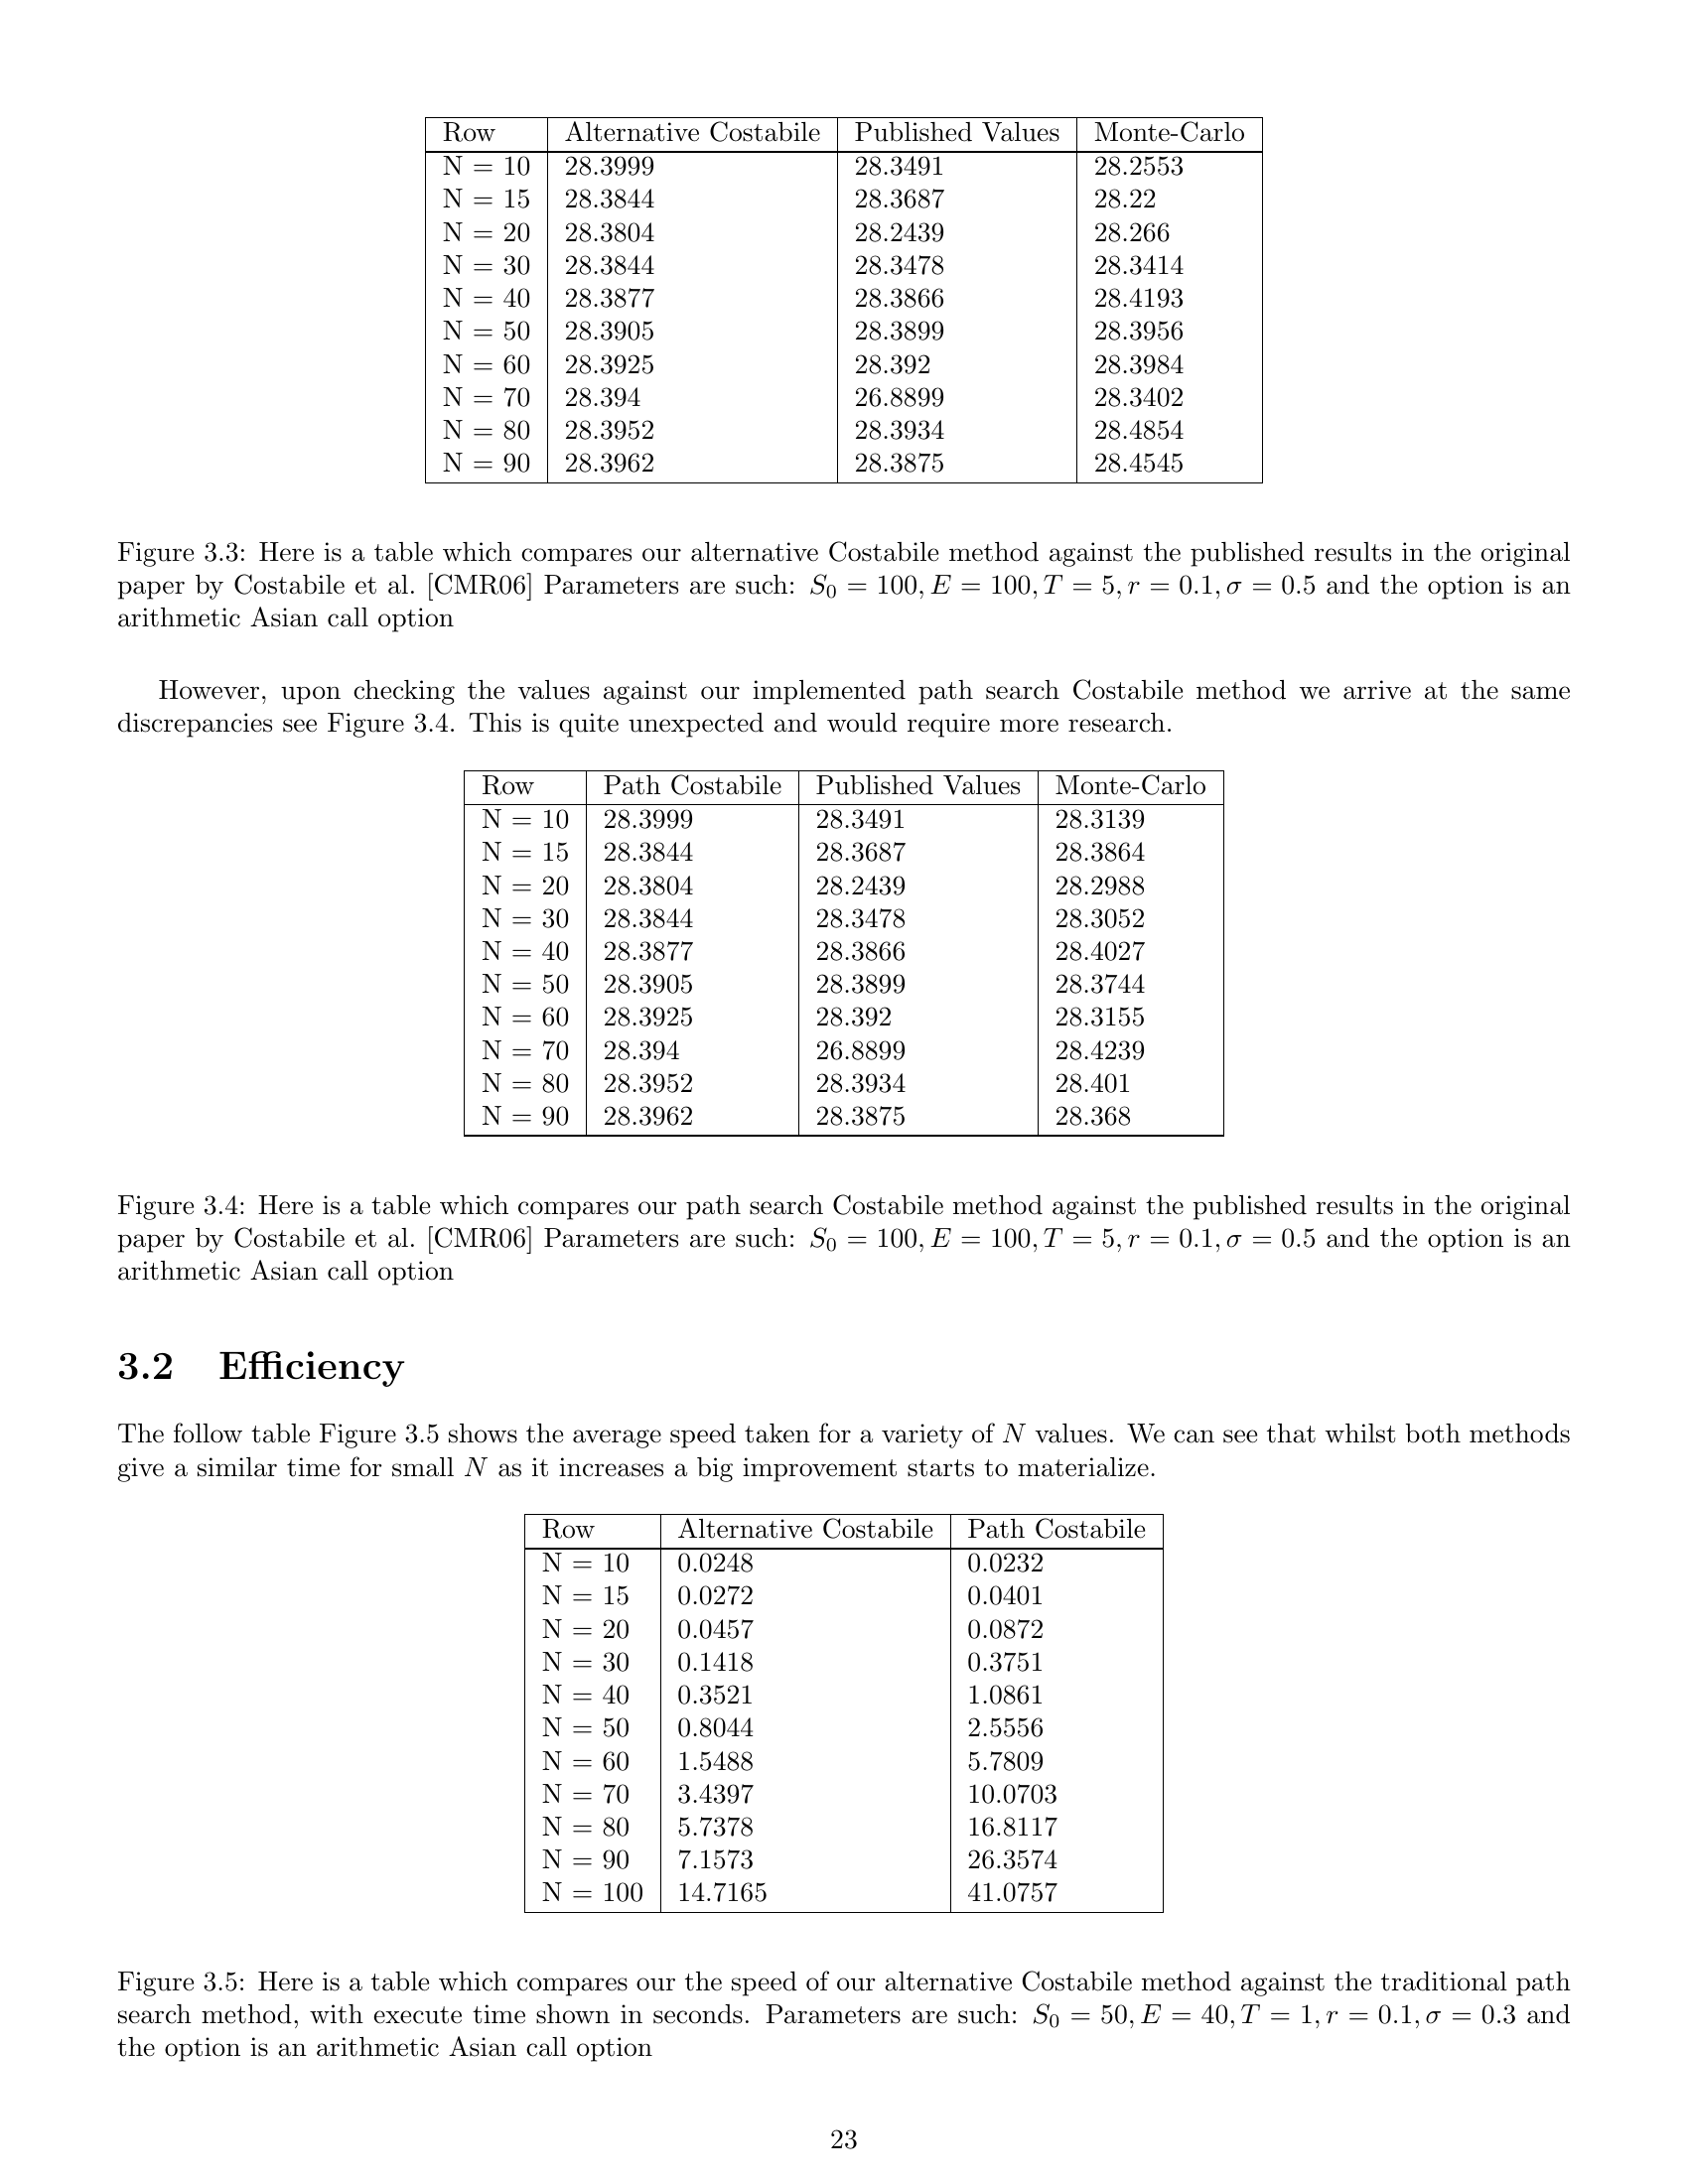 Row Alternative Costabile Published Values Monte-Carlo
N = 10 28.3999 28.3491 28.2553
N = 15 28.3844 28.3687 28.22
N = 20 28.3804 28.2439 28.266
N = 30 28.3844 28.3478 28.3414
N = 40 28.3877 28.3866 28.4193
N = 50 28.3905 28.3899 28.3956
N = 60 28.3925 28.392 28.3984
N = 70 28.394 26.8899 28.3402
N = 80 28.3952 28.3934 28.4854
N = 90 28.3962 28.3875 28.4545
Figure 3.3: Here is a table which compares our alternative Costabile method against the published results in the original
paper by Costabile et al. [CMR06] Parameters are such: S₀ = 100, E = 100, T = 5, r = 0.1, σ = 0.5 and the option is an
arithmetic Asian call option
However, upon checking the values against our implemented path search Costabile method we arrive at the same
discrepancies see Figure 3.4. This is quite unexpected and would require more research.
Row Path Costabile Published Values Monte-Carlo
N = 10 28.3999 28.3491 28.3139
N = 15 28.3844 28.3687 28.3864
N = 20 28.3804 28.2439 28.2988
N = 30 28.3844 28.3478 28.3052
N = 40 28.3877 28.3866 28.4027
N = 50 28.3905 28.3899 28.3744
N = 60 28.3925 28.392 28.3155
N = 70 28.394 26.8899 28.4239
N = 80 28.3952 28.3934 28.401
N = 90 28.3962 28.3875 28.368
Figure 3.4: Here is a table which compares our path search Costabile method against the published results in the original
paper by Costabile et al. [CMR06] Parameters are such: S₀ = 100, E = 100, T = 5, r = 0.1, σ = 0.5 and the option is an
arithmetic Asian call option
3.2 Efficiency
The follow table Figure 3.5 shows the average speed taken for a variety of N values. We can see that whilst both methods
give a similar time for small N as it increases a big improvement starts to materialize.
Row Alternative Costabile Path Costabile
N = 10 0.0248 0.0232
N = 15 0.0272 0.0401
N = 20 0.0457 0.0872
N = 30 0.1418 0.3751
N = 40 0.3521 1.0861
N = 50 0.8044 2.5556
N = 60 1.5488 5.7809
N = 70 3.4397 10.0703
N = 80 5.7378 16.8117
N = 90 7.1573 26.3574
N = 100 14.7165 41.0757
Figure 3.5: Here is a table which compares our the speed of our alternative Costabile method against the traditional path
search method, with execute time shown in seconds. Parameters are such: S₀ = 50, E = 40, T = 1, r = 0.1, σ = 0.3 and
the option is an arithmetic Asian call option
23